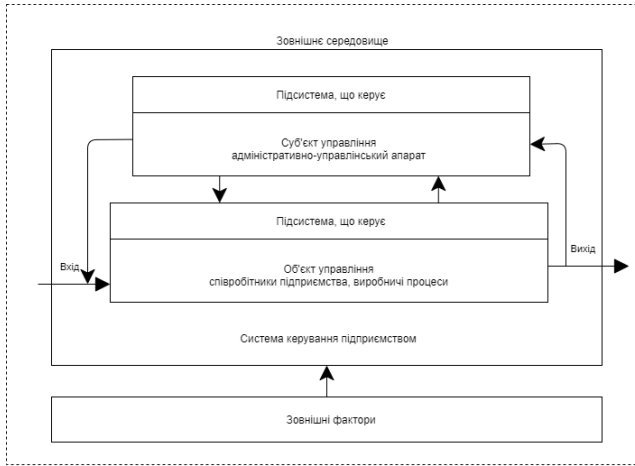 Зовнішнє середовище
Підсистема, що керує
Суб'єкт управління
адміністративно-управлінський апарат
Підсистема, що керує
Вхід
Вихід
Об'єкт управління
співробітники підприємства, виробничі процеси
Система керування підприємством
Зовнішні фактори